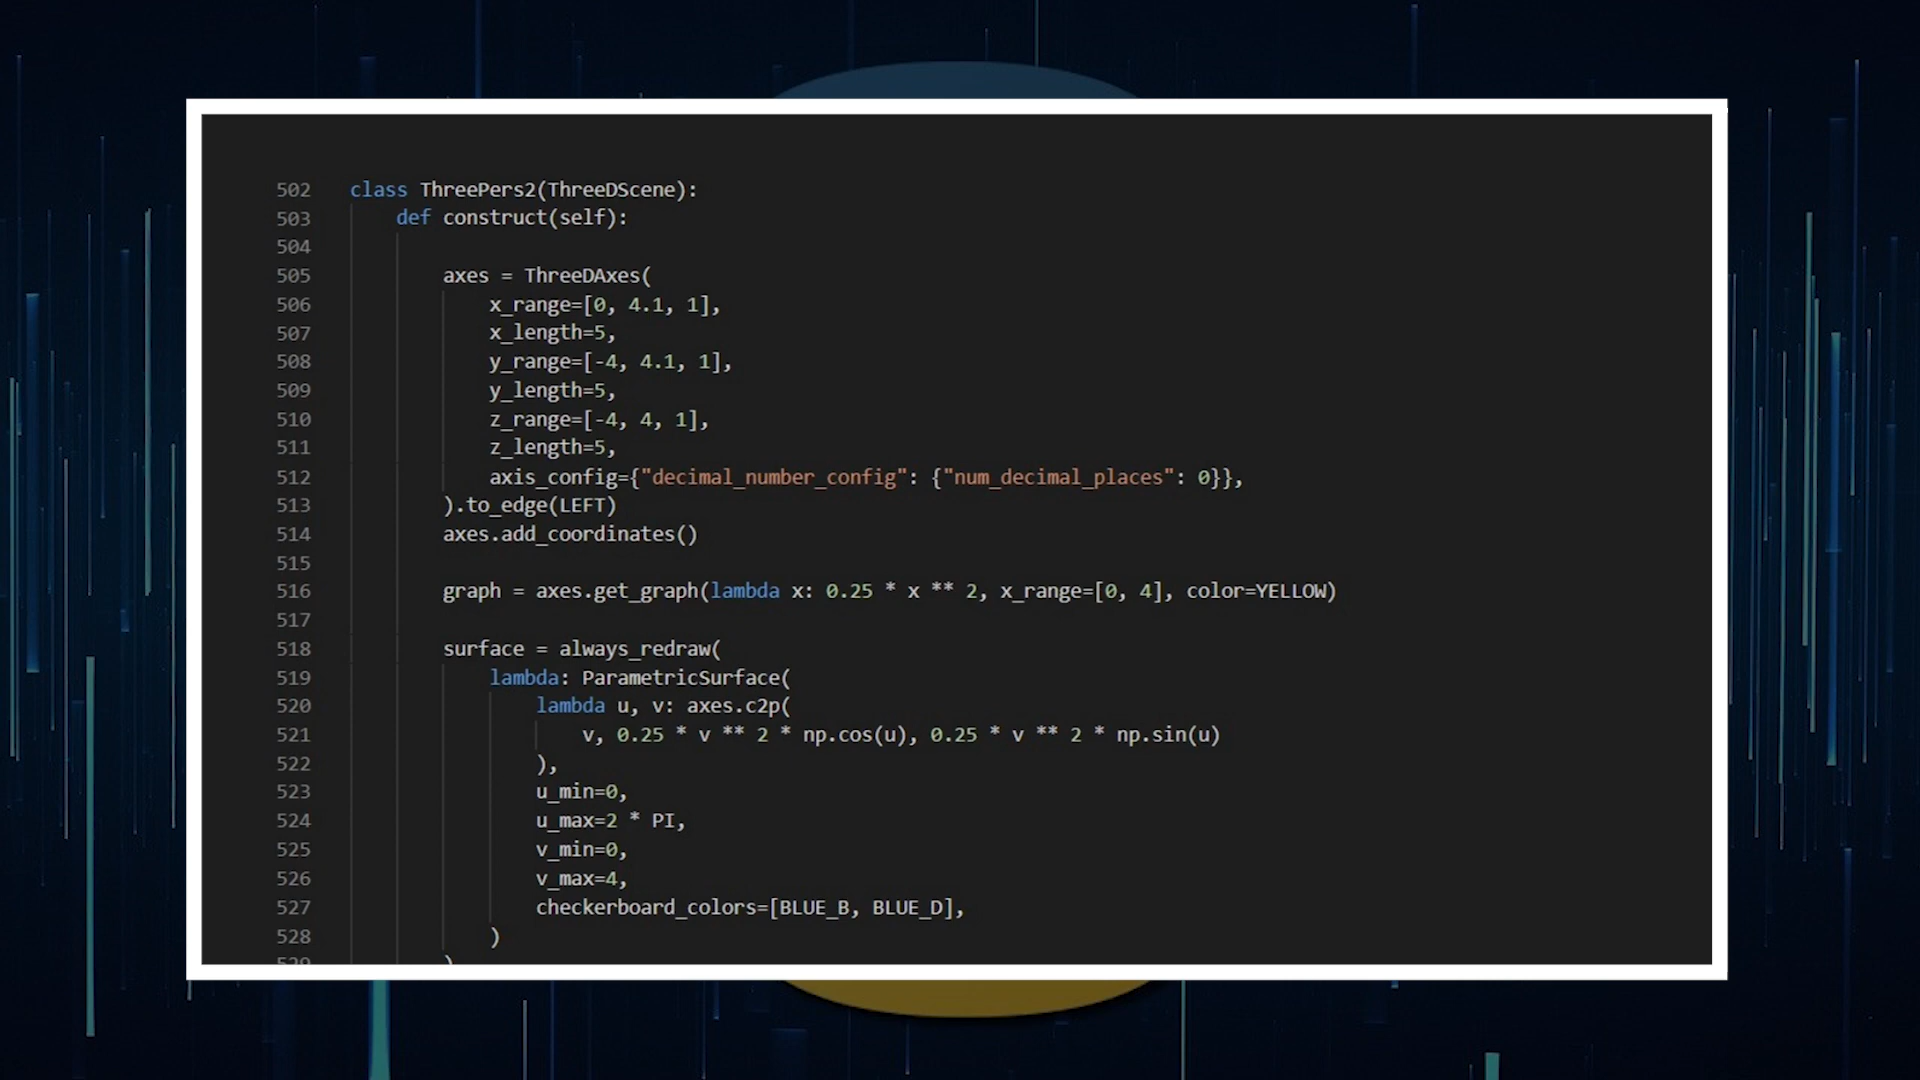 502 class ThreePers2(ThreeDScene):
503 def construct(self):
504
505 axes = ThreeDAxes(
506 x_range=[0, 4.1, 1],
507 x_length=5,
508 y_range=[-4, 4.1, 1],
509 y_length=5,
510 z_range=[-4, 4, 1],
511 z_length=5,
512 axis_config={"decimal_number_config": {"num_decimal_places": 0}},
513 ).to_edge(LEFT)
514 axes.add_coordinates()
515
516 graph = axes.get_graph(lambda x: 0.25 * x ** 2, x_range=[0, 4], color=YELLOW)
517
518 surface = always_redraw(
519 lambda: ParametricSurface(
520 lambda u, v: axes.c2p(
521 v, 0.25 * v ** 2 * np.cos(u), 0.25 * v ** 2 * np.sin(u)
522 ),
523 u_min=0,
524 u_max=2 * PI,
525 v_min=0,
526 v_max=4,
527 checkerboard_colors=[BLUE_B, BLUE_D],
528 )